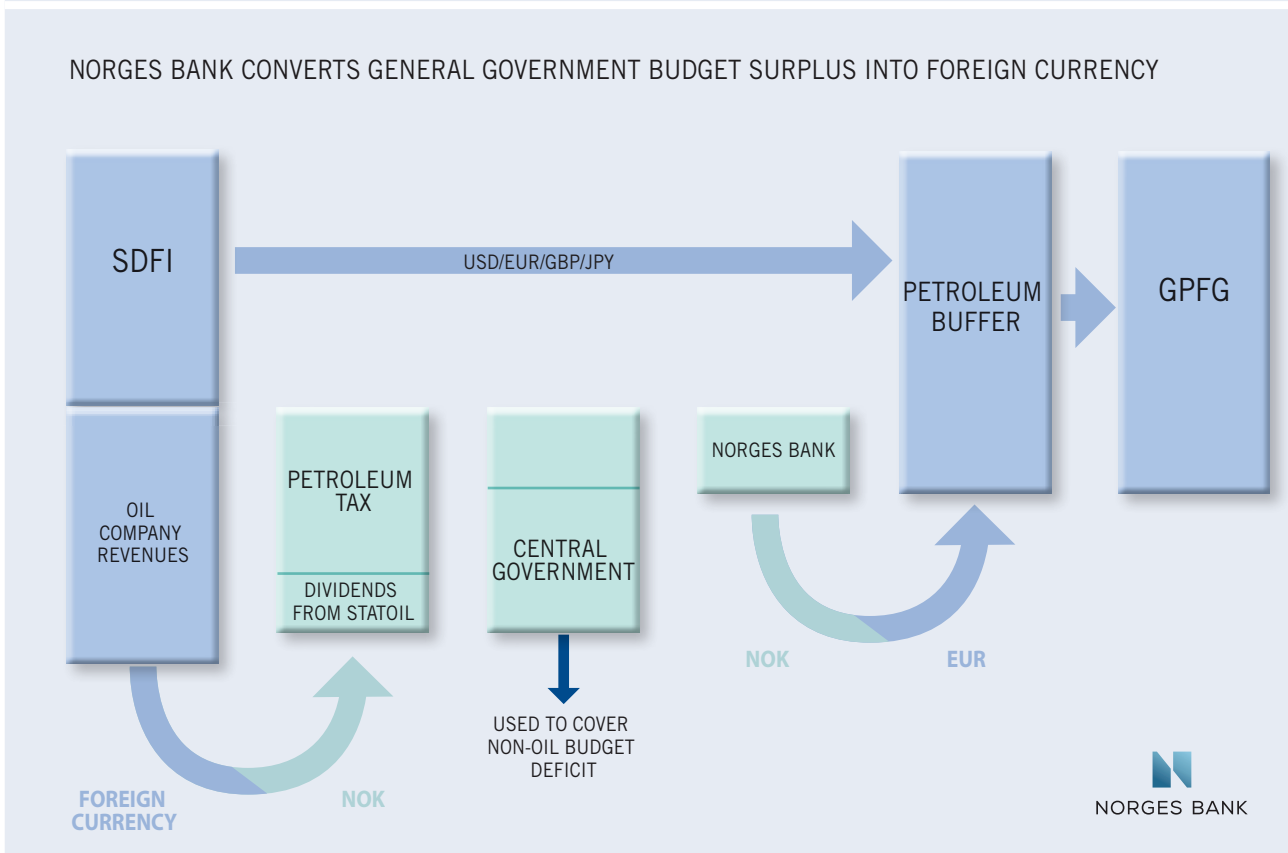 NORGES BANK CONVERTS GENERAL GOVERNMENT BUDGET SURPLUS INTO FOREIGN CURRENCY
SDFI
USD/EUR/GBP/JPY
PETROLEUM
BUFFER
GPFG
OIL
COMPANY
REVENUES
PETROLEUM
TAX
DIVIDENDS
FROM STATOIL
CENTRAL
GOVERNMENT
NORGES BANK
NOK
EUR
USED TO COVER
NON-OIL BUDGET
DEFICIT
FOREIGN
CURRENCY
NOK
NORGES BANK